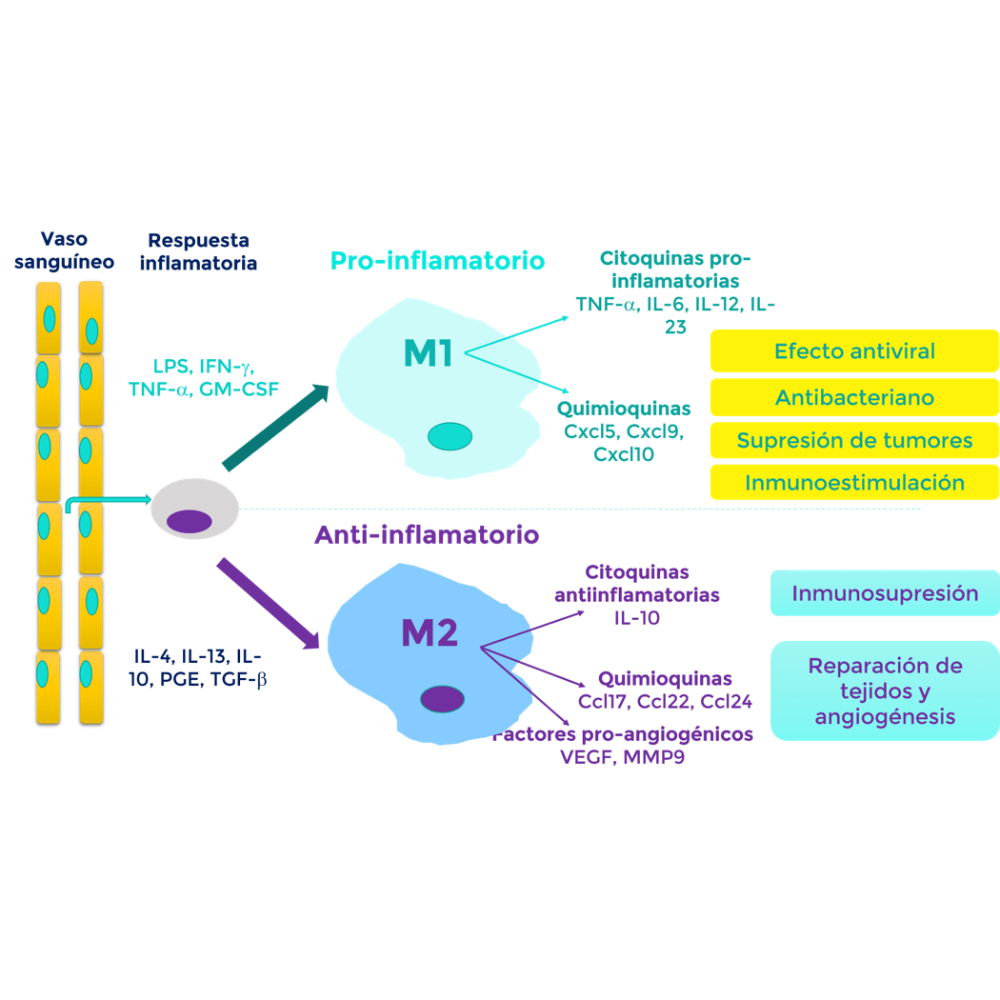 Vaso
sanguíneo
Respuesta
inflamatoria
Pro-inflamatorio
M1
LPS, IFN-γ,
TNF-α, GM-CSF
Citoquinas pro-
inflamatorias
TNF-α, IL-6, IL-12, IL-
23
Quimioquinas
Cxcl5, Cxcl9,
Cxcl10
Efecto antiviral
Antibacteriano
Supresión de tumores
Inmunoestimulación
Anti-inflamatorio
M2
IL-4, IL-13, IL-
10, PGE, TGF-β
Citoquinas
antiinflamatorias
IL-10
Quimioquinas
Ccl17, Ccl22, Ccl24
Factores pro-angiogénicos
VEGF, MMP9
Inmunosupresión
Reparación de
tejidos y
angiogénesis